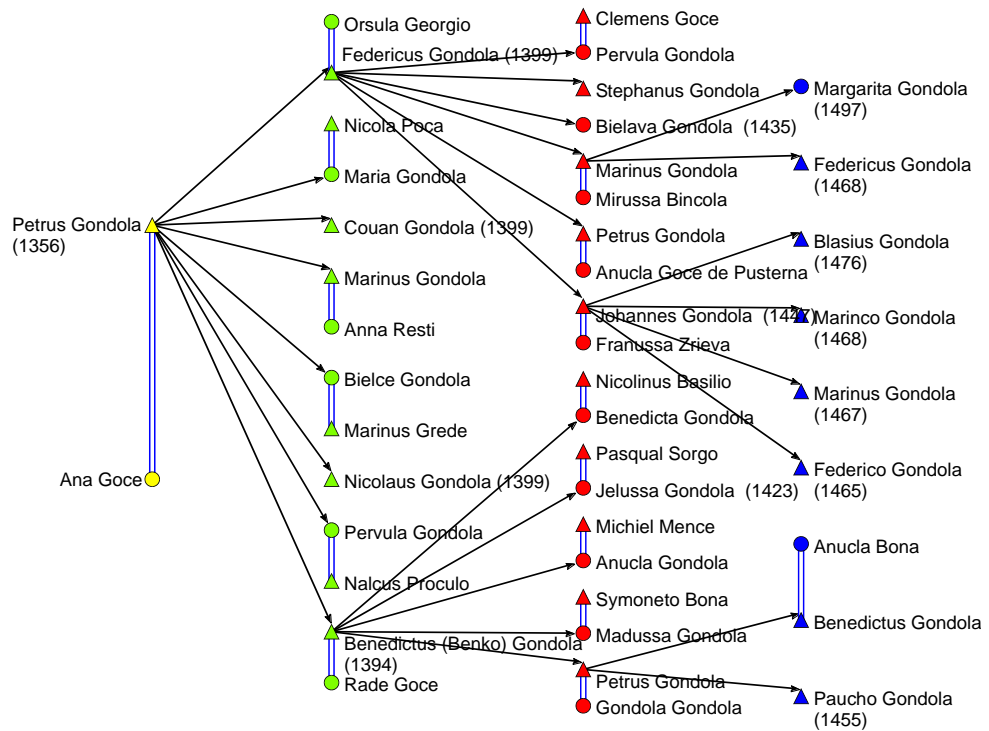 Petrus Gondola
(1356)
Ana Goce
Orsula Georgio
Federicus Gondola (1399)
Nicola Poca
Maria Gondola
Couan Gondola (1399)
Marinus Gondola
Anna Resti
Bielce Gondola
Marinus Grede
Nicolaus Gondola (1399)
Pervula Gondola
Nalcus Proculo
Benedictus (Benko) Gondola
(1394)
Rade Goce
Clemens Goce
Pervula Gondola
Stephanus Gondola
Bielava Gondola (1435)
Marinus Gondola
Mirussa Bincola
Petrus Gondola
Anucla Goce de Pusterna
Johannes Gondola (1447)
Franussa Zrieva
Nicolinus Basilio
Benedicta Gondola
Pasqual Sorgo
Jelussa Gondola (1423)
Michiel Mence
Anucla Gondola
Symoneto Bona
Madussa Gondola
Petrus Gondola
Gondola Gondola
Margarita Gondola
(1497)
Federicus Gondola
(1468)
Blasius Gondola
(1476)
Marinco Gondola
(1468)
Marinus Gondola
(1467)
Federico Gondola
(1465)
Anucla Bona
Benedictus Gondola
Paucho Gondola
(1455)